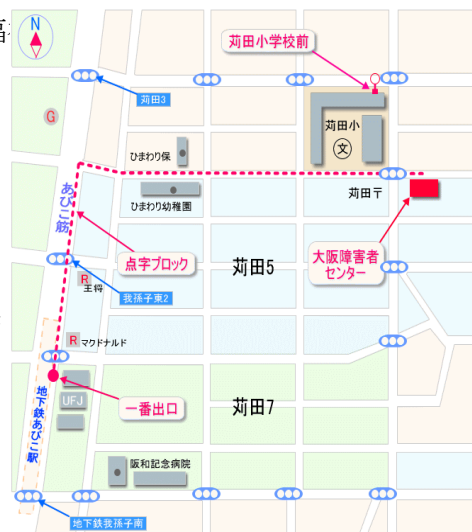 N
苅田小学校前
苅田3
G
苅田小
文
ひまわり保
苅田〒
ひまわり幼稚園
あびこ筋
点字ブロック
苅田5
大阪障害者
センター
我孫子東2
R
王将
R
マクドナルド
一番出口
UFJ
苅田7
地下鉄あびこ駅
阪和記念病院
地下鉄我孫子南